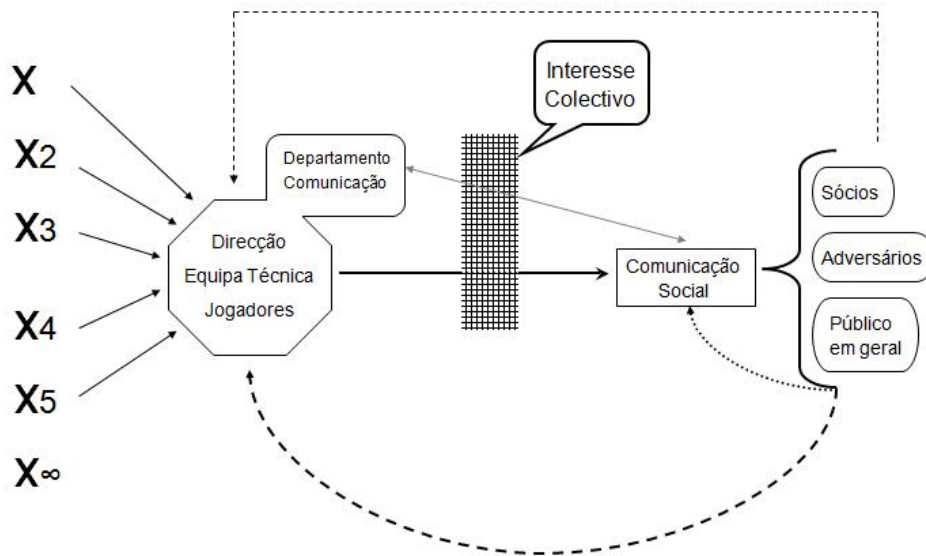 X
X2
X3
X4
X5
X∞
Departamento
Comunicação
Direcção
Equipa Técnica
Jogadores
Interesse
Colectivo
Comunicação
Social
Sócios
Adversários
Público
em geral